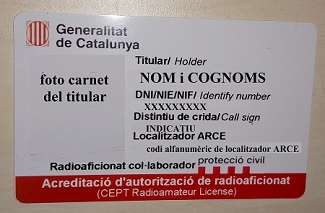 Generalitat
de Catalunya
foto carnet
del titular
Titular/ Holder
NOM i COGNOMS
DNI/NIE/NIF/ Identify number
XXXXXXXXX
Distintiu de crida/Call sign
INDICATIU
Localitzador ARCE
codi alfanumèric de localitzador ARCE
Radioaficionat col·laborador protecció civil
Acreditació d'autorització de radioaficionat
(CEPT Radioamateur License)